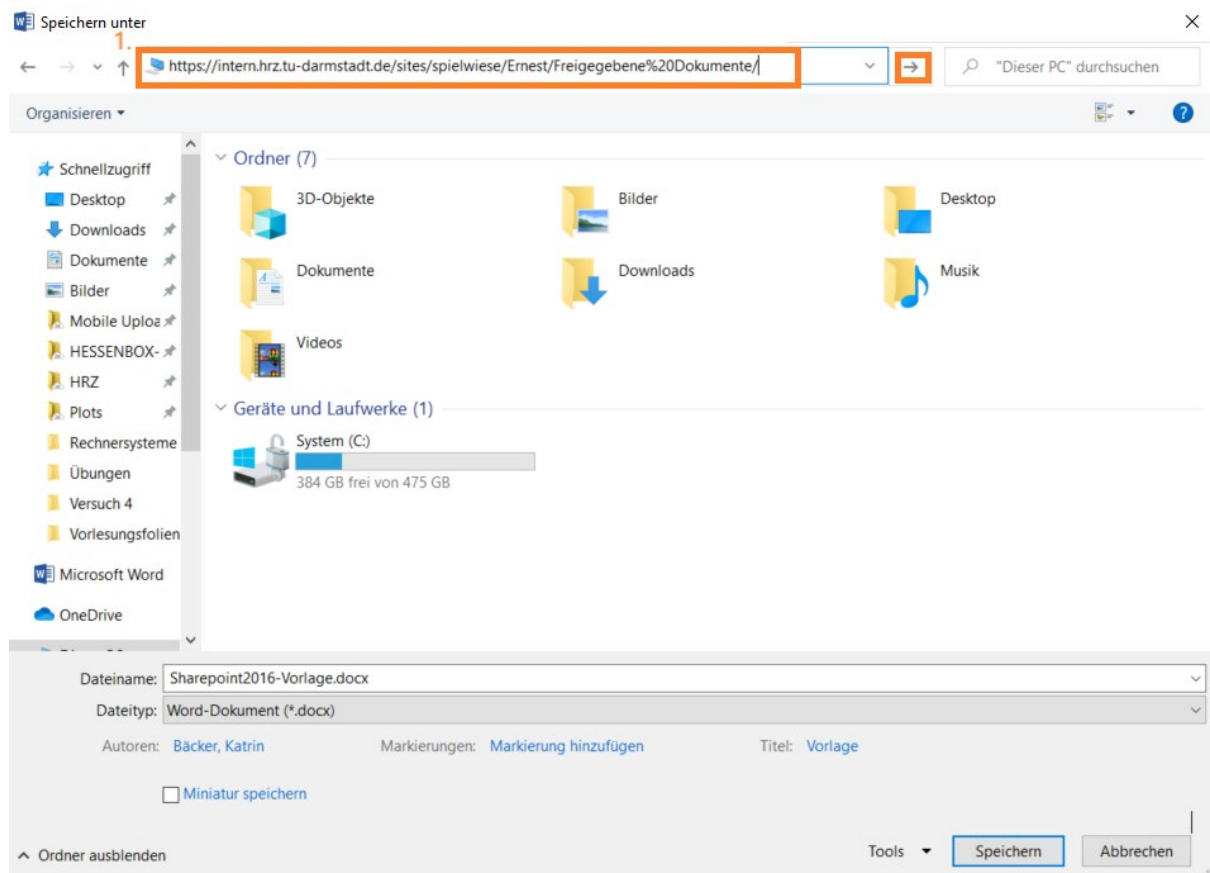 Speichern unter
1.
https://intern.hrz.tu-darmstadt.de/sites/spielwiese/Ernest/Freigegebene%20Dokumente/
"Dieser PC" durchsuchen
Organisieren
?
Schnellzugriff
Desktop
Downloads
Dokumente
Bilder
Mobile Uploa
HESSENBOX-
HRZ
Plots
Rechnersysteme
Übungen
Versuch 4
Vorlesungsfolien
Microsoft Word
OneDrive
Ordner (7)
3D-Objekte
Bilder
Desktop
Dokumente
Downloads
Musik
Videos
Geräte und Laufwerke (1)
System (C:)
384 GB frei von 475 GB
Dateiname: Sharepoint2016-Vorlage.docx
Dateityp: Word-Dokument (*.docx)
Autoren: Bäcker, Katrin Markierungen: Markierung hinzufügen Titel: Vorlage
Miniatur speichern
Ordner ausblenden Tools Speichern Abbrechen